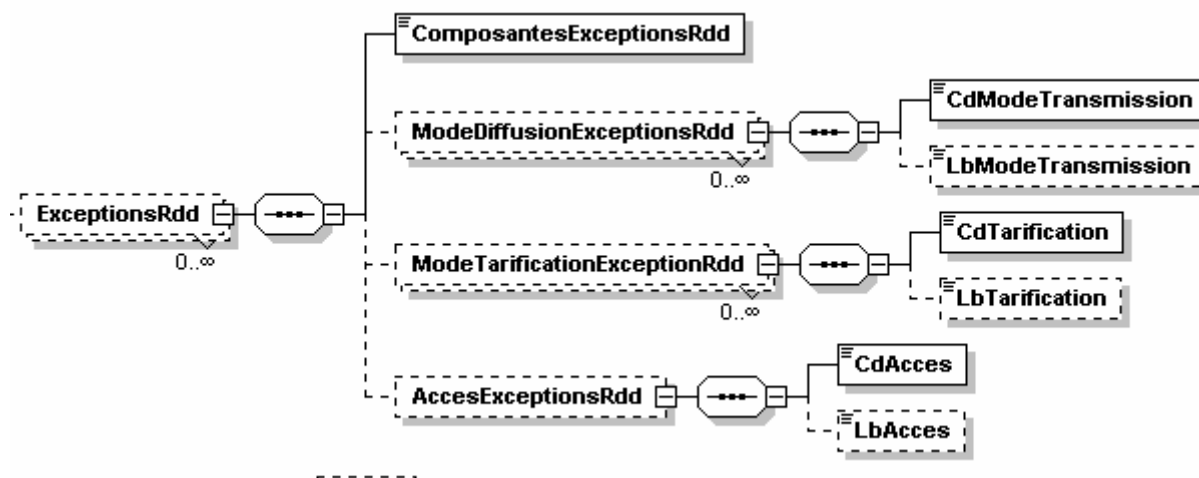 ComposantesExceptionsRdd
CdModeTransmission
ModeDiffusionExceptionsRdd
0..∞
LbModeTransmission
ExceptionsRdd
0..∞
CdTarification
ModeTarificationExceptionRdd
0..∞
LbTarification
CdAcces
AccesExceptionsRdd
LbAcces